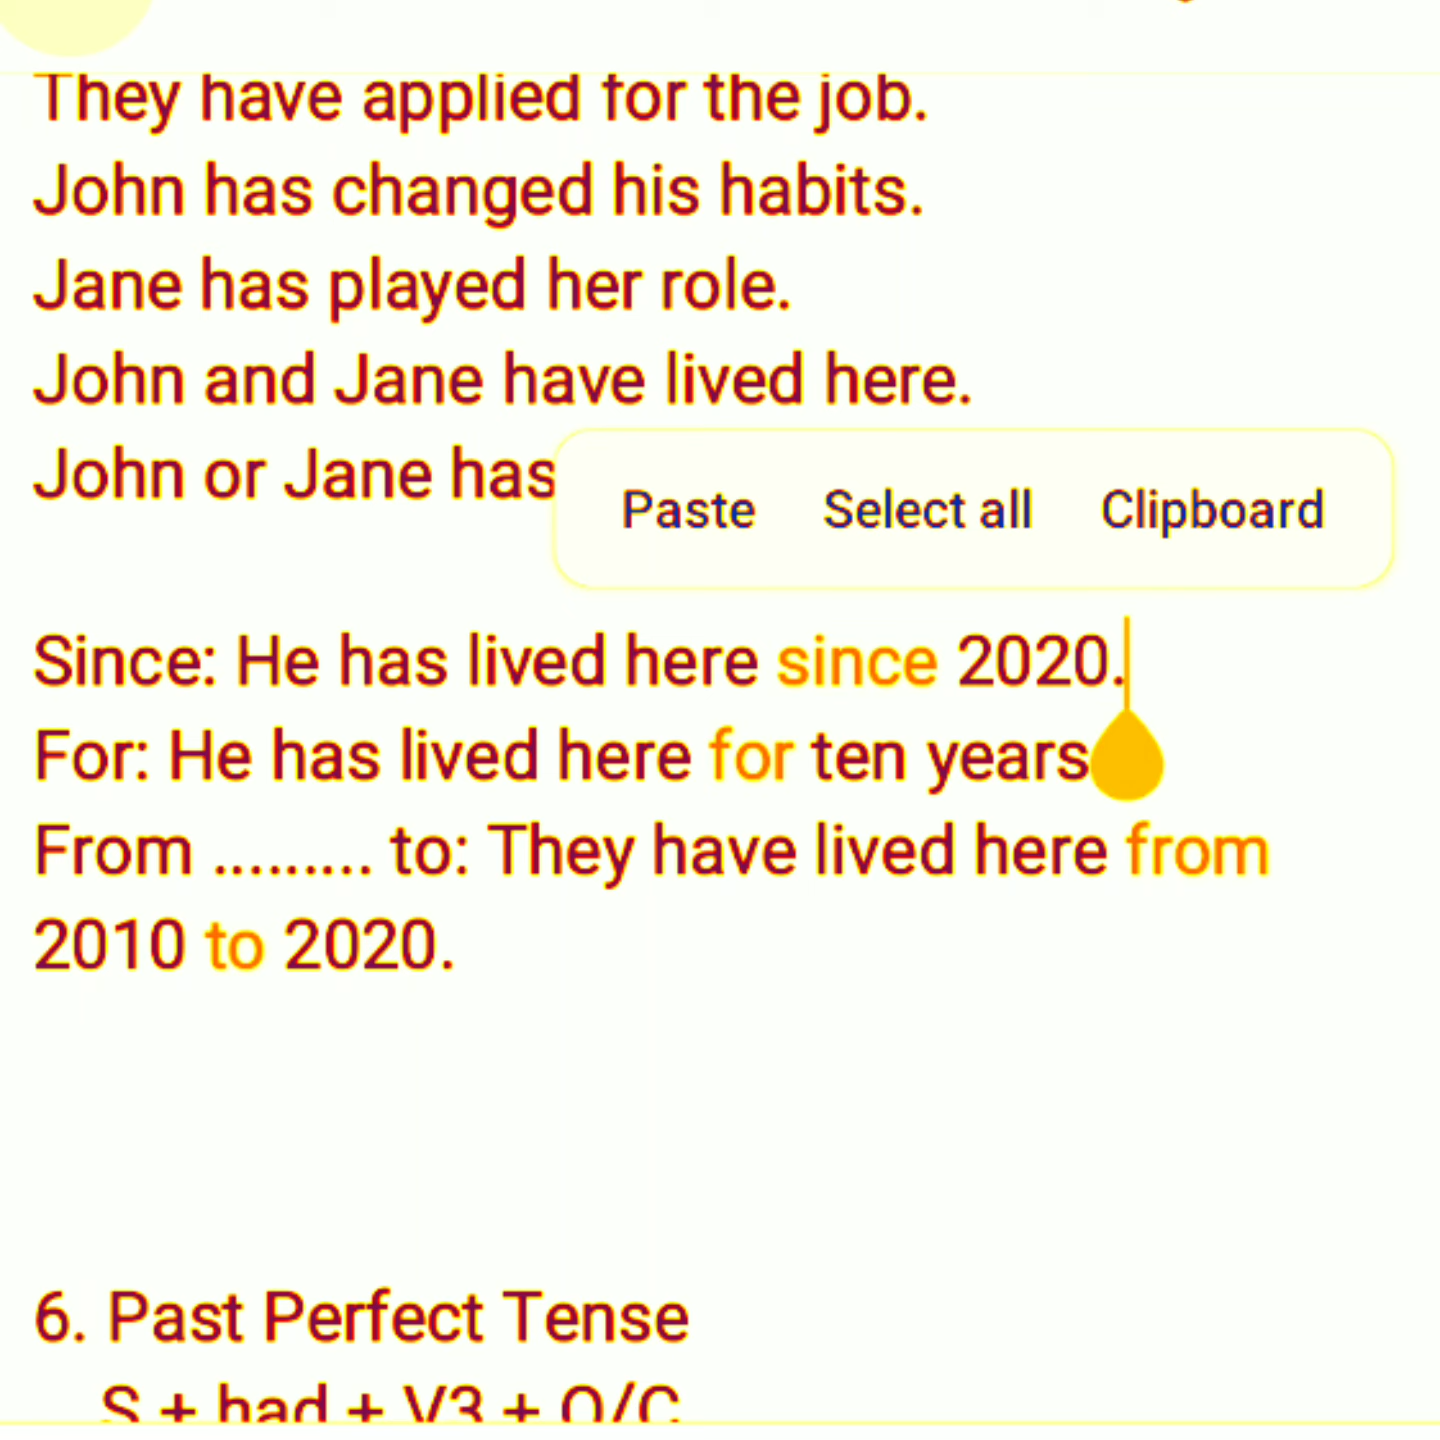 They have applied for the job.
John has changed his habits.
Jane has played her role.
John and Jane have lived here.
John or Jane has
Paste Select all Clipboard
Since: He has lived here since 2020.
For: He has lived here for ten years
From ......... to: They have lived here from
2010 to 2020.
6. Past Perfect Tense
S + had + V3 + O/C